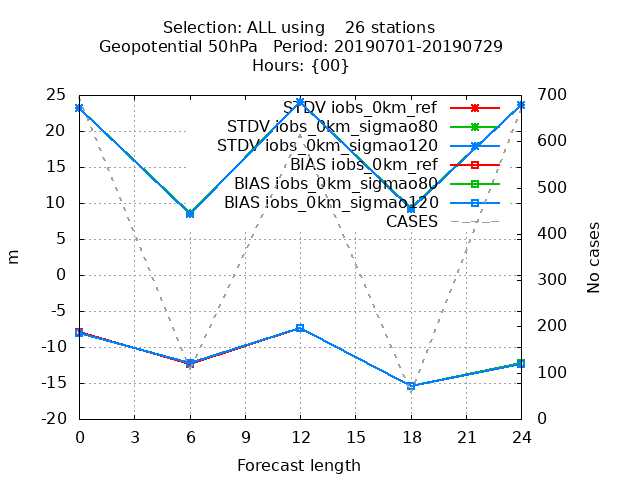 Selection: ALL using    26 stations
Geopotential 50hPa   Period: 20190701-20190729
Hours: {00}
25
20
15
10
5
0
-5
-10
-15
-20
m
700
600
500
400
300
200
100
0
No cases
STDV iobs_0km_ref
STDV iobs_0km_sigmao80
STDV iobs_0km_sigmao120
BIAS iobs_0km_ref
BIAS iobs_0km_sigmao80
BIAS iobs_0km_sigmao120
CASES
0 3 6 9 12 15 18 21 24
Forecast length